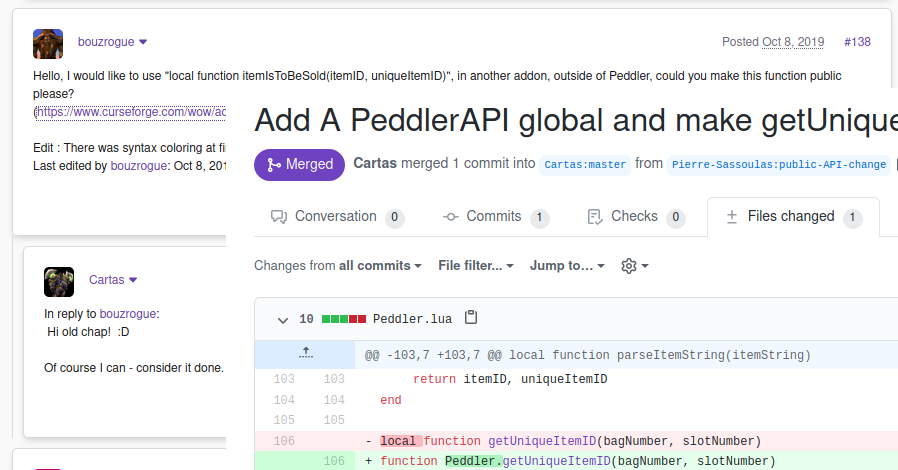 bouzrogue
Posted Oct 8, 2019 #138
Hello, I would like to use "local function itemIsToBeSold(itemID, uniqueItemID)", in another addon, outside of Peddler, could you make this function public
please?
(https://www.curseforge.com/wow/
Edit : There was syntax coloring at
Last edited by bouzrogue: Oct 8,
Cartas
In reply to bouzrogue:
Hi old chap! :D
Of course I can - consider it done.
Add A PeddlerAPI global and make getUnique
Merged Cartas merged 1 commit into Cartas:master from Pierre-Sassoulas:public-API-change
Conversation 0 Commits 1 Checks 0 Files changed 1
Changes from all commits File filter... Jump to...
10 Peddler.lua
@@ -103,7 +103,7 @@ local function parseItemString(itemString)
103 103 return itemID, uniqueItemID
104 104 end
105 105
106 - local function getUniqueItemID(bagNumber, slotNumber)
106 + function Peddler.getUniqueItemID(bagNumber, slotNumber)